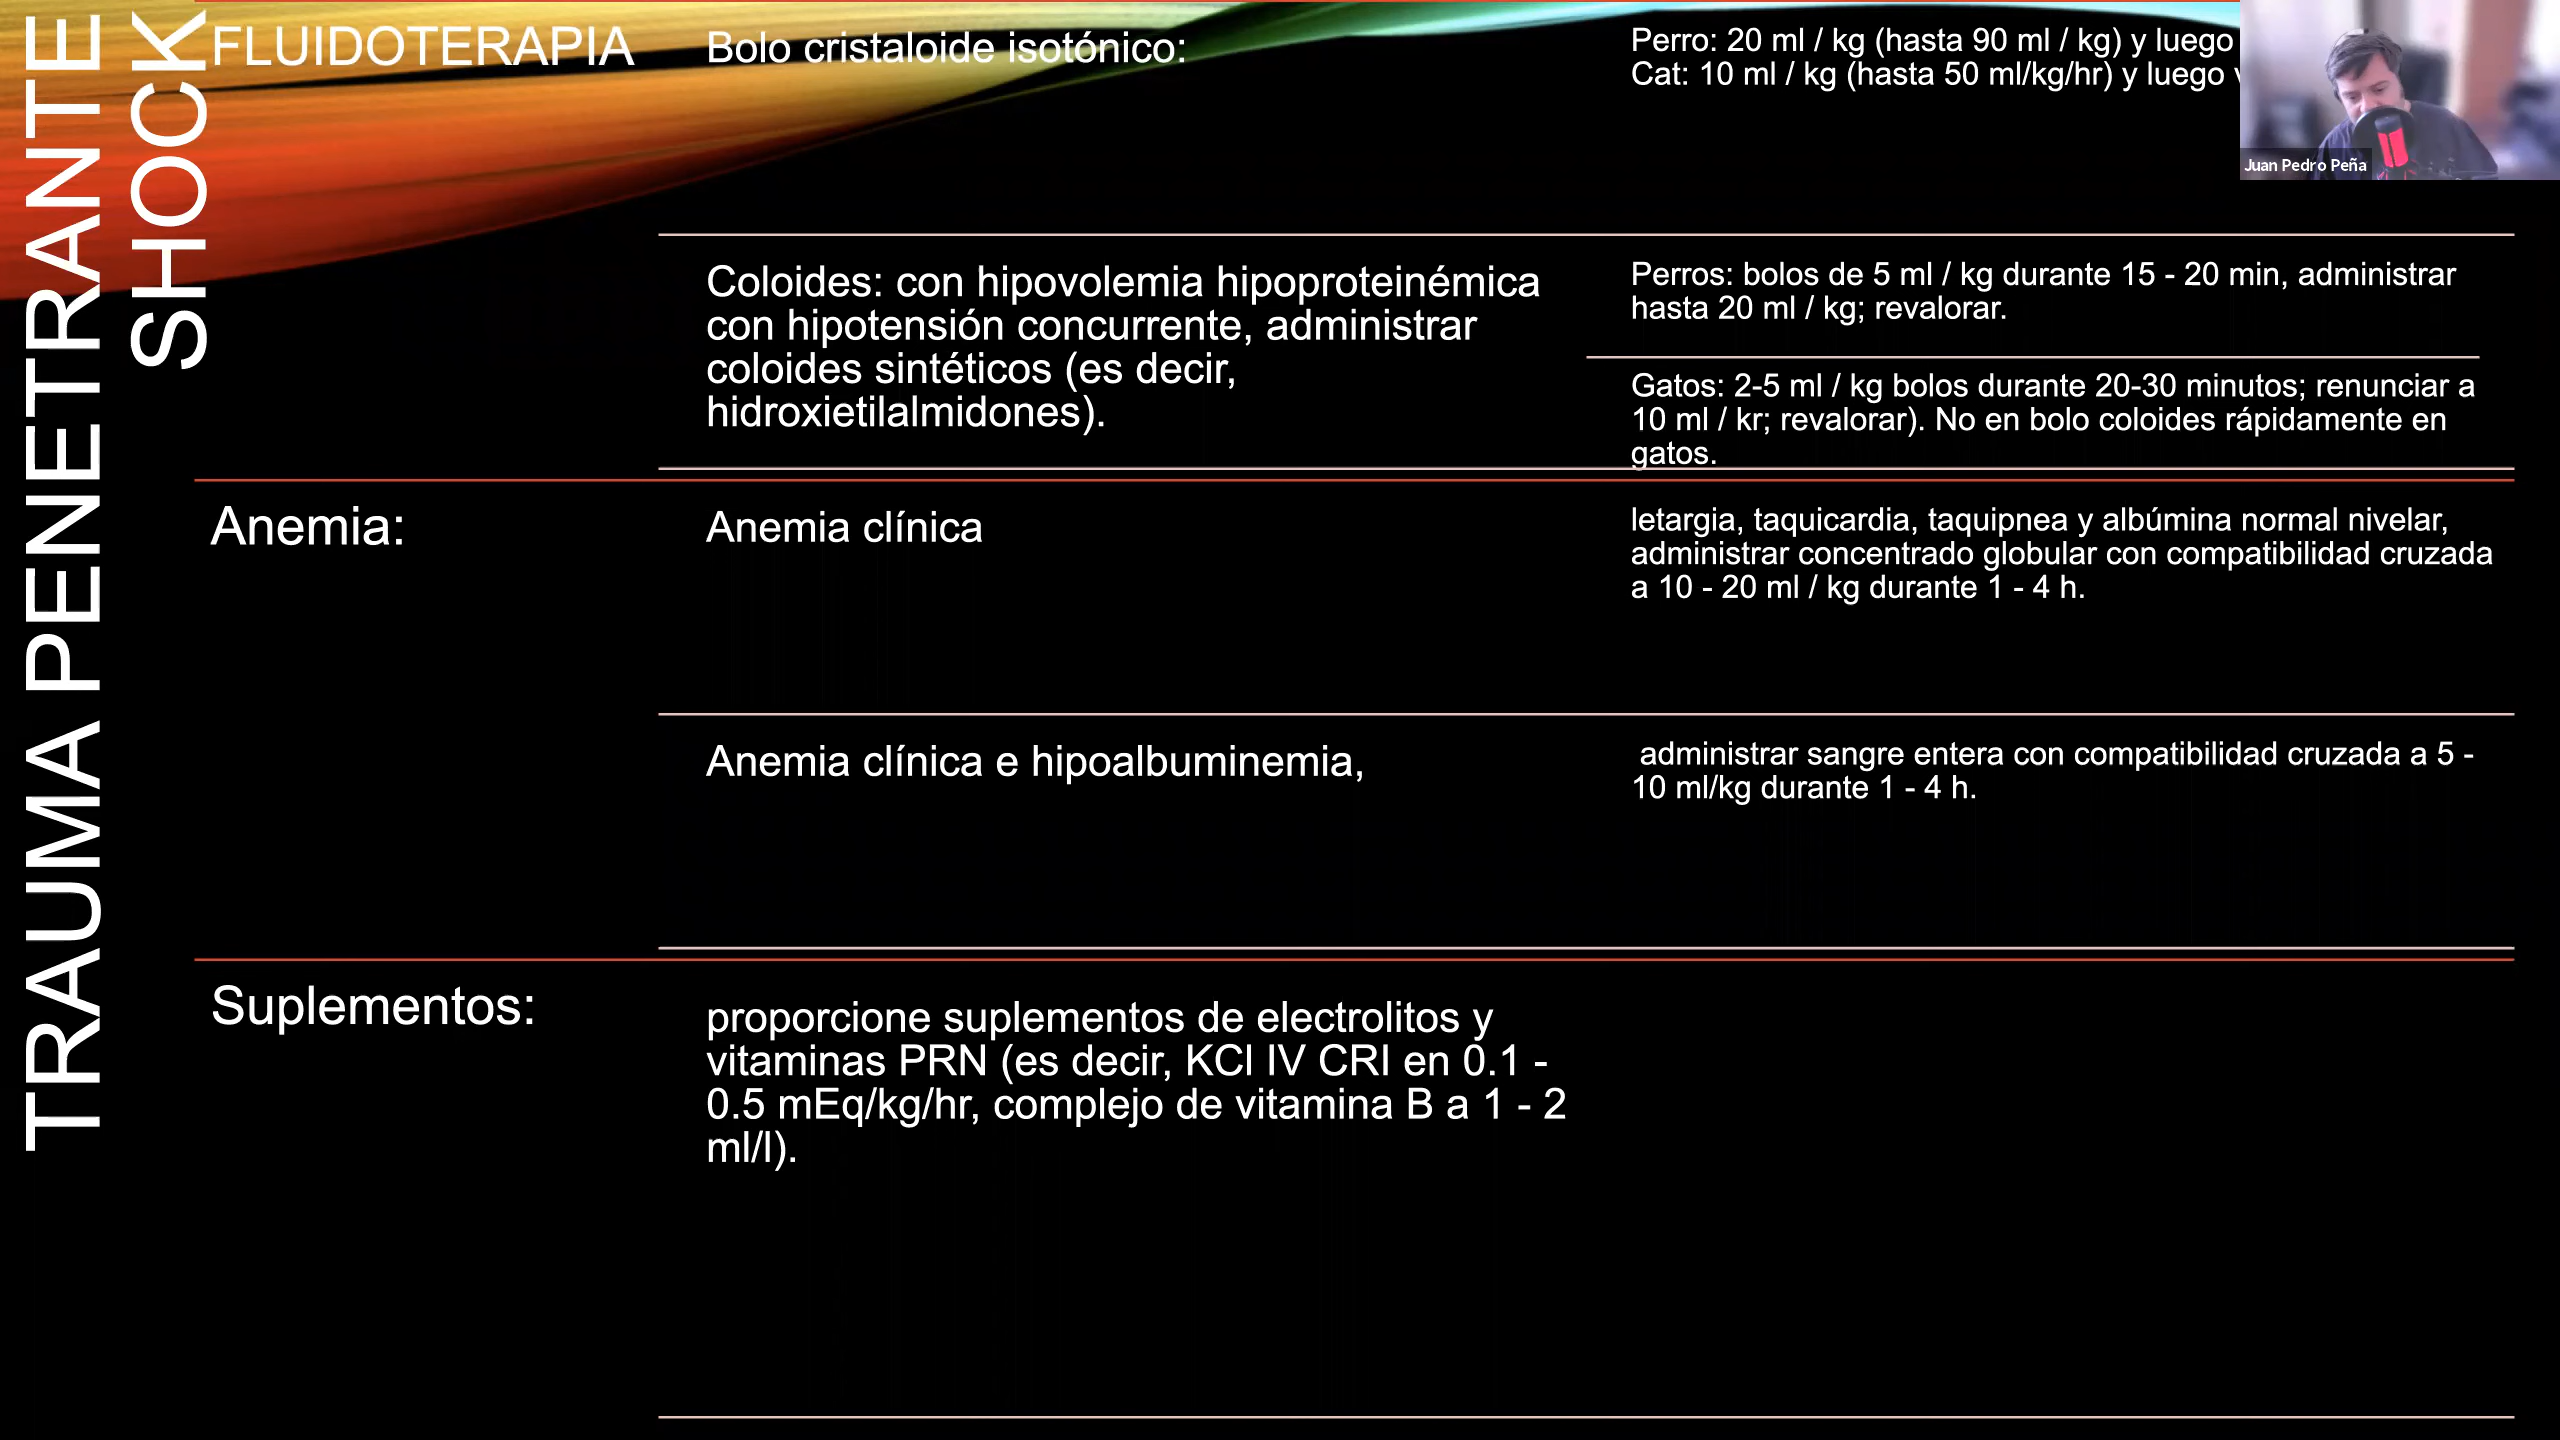 TRAUMA PENETRANTE
SHOCK
FLUIDOTERAPIA
Bolo cristaloide isotónico:
Perro: 20 ml / kg (hasta 90 ml / kg) y luego
Cat: 10 ml / kg (hasta 50 ml/kg/hr) y luego
Juan Pedro Peña
Coloides: con hipovolemia hipoproteinémica
con hipotensión concurrente, administrar
coloides sintéticos (es decir,
hidroxietilalmidones).
Perros: bolos de 5 ml / kg durante 15 - 20 min, administrar
hasta 20 ml / kg; revalorar.
Gatos: 2-5 ml / kg bolos durante 20-30 minutos; renunciar a
10 ml / kr; revalorar). No en bolo coloides rápidamente en
gatos.
Anemia:
Anemia clínica
letargia, taquicardia, taquipnea y albúmina normal nivelar,
administrar concentrado globular con compatibilidad cruzada
a 10 - 20 ml / kg durante 1 - 4 h.
Anemia clínica e hipoalbuminemia,
administrar sangre entera con compatibilidad cruzada a 5 -
10 ml/kg durante 1 - 4 h.
Suplementos:
proporcione suplementos de electrolitos y
vitaminas PRN (es decir, KCl IV CRI en 0.1 -
0.5 mEq/kg/hr, complejo de vitamina B a 1 - 2
ml/l).